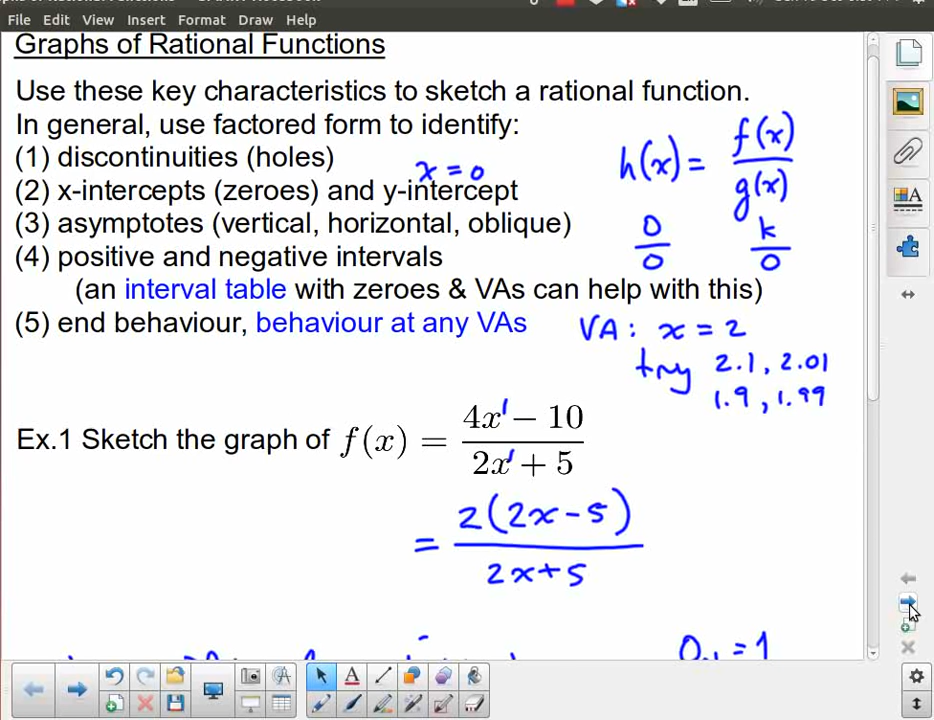 File Edit View Insert Format Draw Help
Graphs of Rational Functions
Use these key characteristics to sketch a rational function.
In general, use factored form to identify:
(1) discontinuities (holes)
x = 0
(2) x-intercepts (zeroes) and y-intercept
h(x) = f(x)/g(x)
(3) asymptotes (vertical, horizontal, oblique)
0/0 k/0
(4) positive and negative intervals
(an interval table with zeroes & VAs can help with this)
(5) end behaviour, behaviour at any VAs
VA: x = 2
try 2.1, 2.01
1.9, 1.99
Ex.1 Sketch the graph of f(x) = (4x¹ − 10)/(2x¹ + 5)
= 2(2x-5)/(2x+5)
= 1